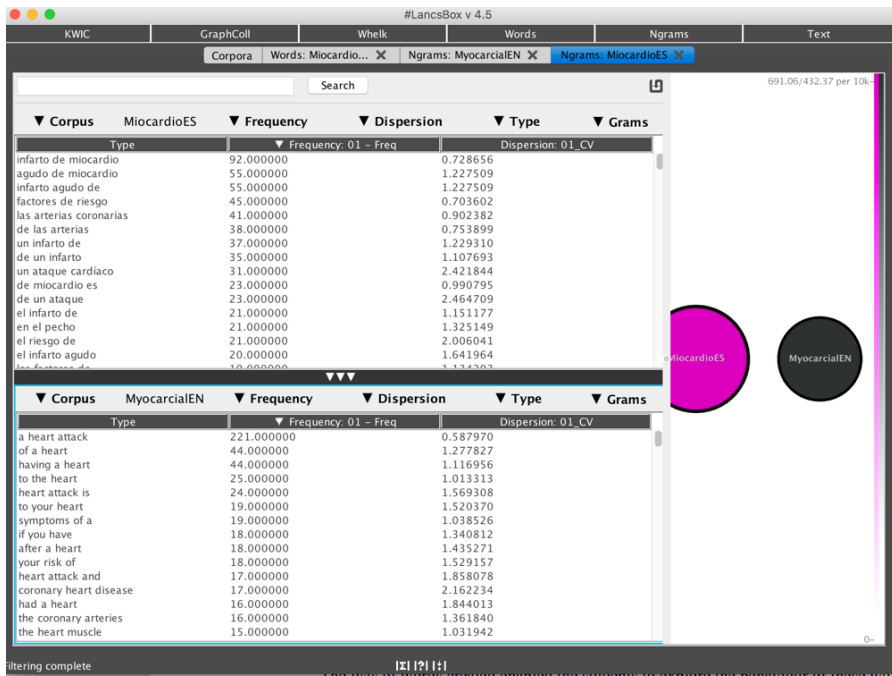 #LancsBox v 4.5
KWIC GraphColl Whelk Words Ngrams Text
Corpora Words: Miocardio... ✕ Ngrams: MyocarcialEN ✕ Ngrams: MiocardioES ✕
Search
691.06/432.37 per 10k
▼ Corpus MiocardioES ▼ Frequency ▼ Dispersion ▼ Type ▼ Grams
Type ▼ Frequency: 01 - Freq Dispersion: 01_CV
infarto de miocardio 92.000000 0.728656
agudo de miocardio 55.000000 1.227509
infarto agudo de 55.000000 1.227509
factores de riesgo 45.000000 0.703602
las arterias coronarias 41.000000 0.902382
de las arterias 38.000000 0.753899
un infarto de 37.000000 1.229310
de un infarto 35.000000 1.107693
un ataque cardíaco 31.000000 2.421844
de miocardio es 23.000000 0.990795
de un ataque 23.000000 2.464709
el infarto de 21.000000 1.151177
en el pecho 21.000000 1.325149
el riesgo de 21.000000 2.006041
el infarto agudo 20.000000 1.641964
MiocardioES
MyocarcialEN
▼ Corpus MyocarcialEN ▼ Frequency ▼ Dispersion ▼ Type ▼ Grams
Type ▼ Frequency: 01 - Freq Dispersion: 01_CV
a heart attack 221.000000 0.587970
of a heart 44.000000 1.277827
having a heart 44.000000 1.116956
to the heart 25.000000 1.013313
heart attack is 24.000000 1.569308
to your heart 19.000000 1.520370
symptoms of a 19.000000 1.038526
if you have 18.000000 1.340812
after a heart 18.000000 1.435271
your risk of 18.000000 1.529157
heart attack and 17.000000 1.858078
coronary heart disease 17.000000 2.162234
had a heart 16.000000 1.844013
the coronary arteries 16.000000 1.361840
the heart muscle 15.000000 1.031942
0
Filtering complete |Σ| |?| |↕|